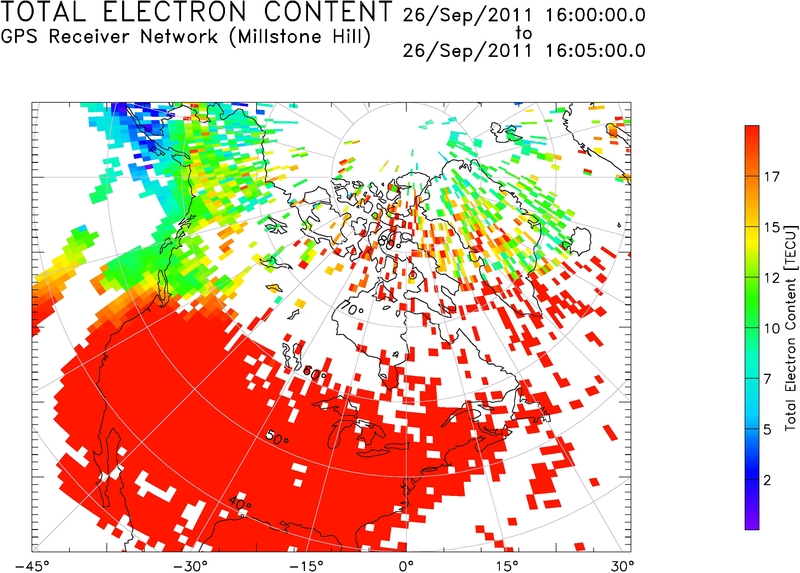 TOTAL ELECTRON CONTENT
GPS Receiver Network (Millstone Hill)
26/Sep/2011 16:00:00.0
to
26/Sep/2011 16:05:00.0
17
15
12
10
7
5
2
Total Electron Content [TECU]
60°
50°
40°
-45°
-30°
-15°
0°
15°
30°